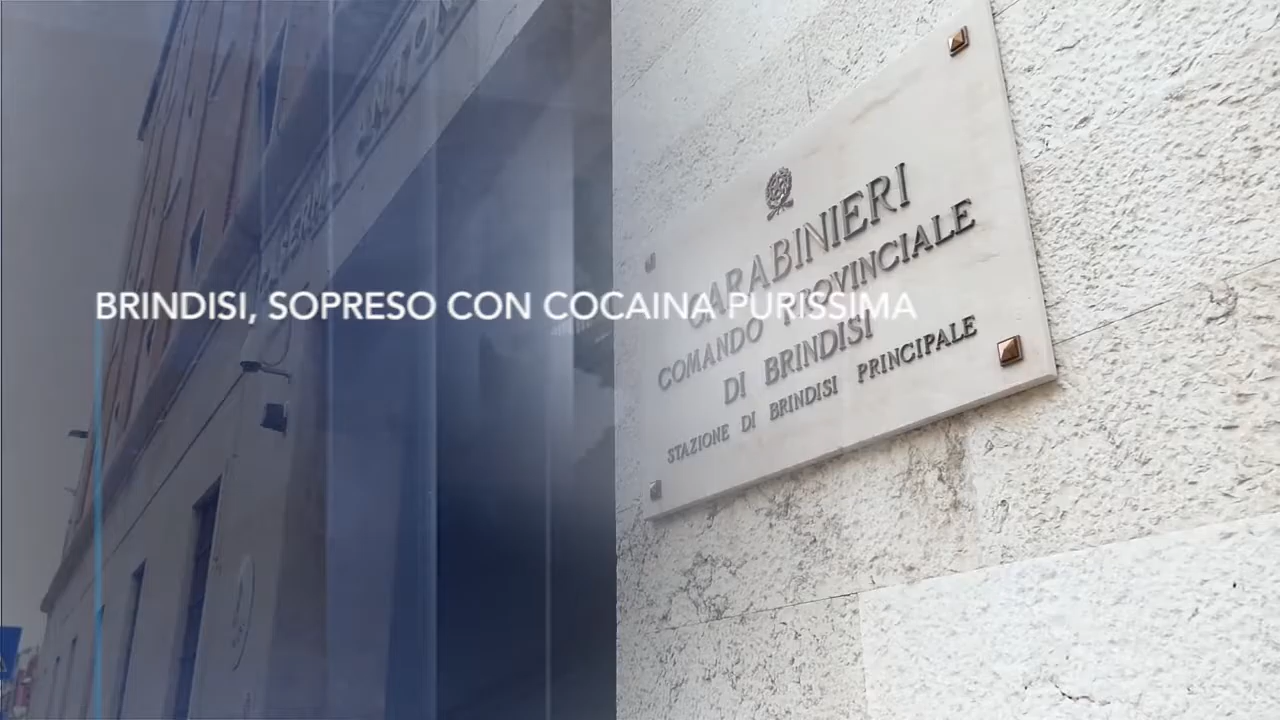 BRINDISI, SOPRESO CON COCAINA PURISSIMA
CARABINIERI
COMANDO PROVINCIALE
DI BRINDISI
STAZIONE DI BRINDISI PRINCIPALE